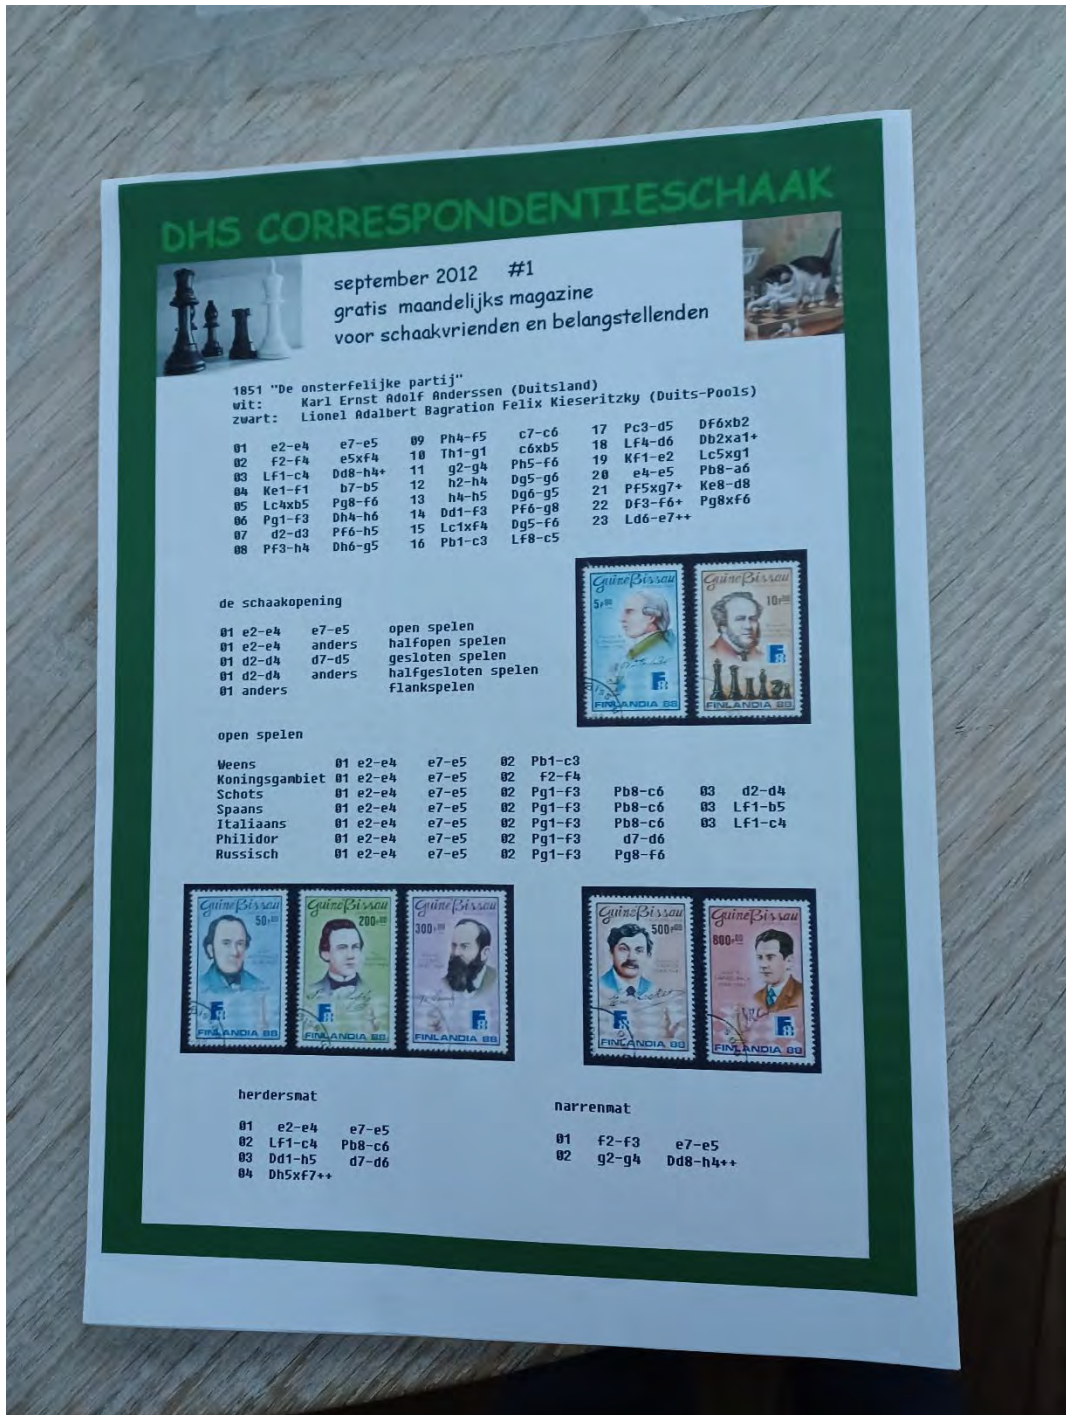 DHS CORRESPONDENTIESCHAAK
september 2012 #1
gratis maandelijks magazine
voor schaakvrienden en belangstellenden
1851 "De onsterfelijke partij"
wit: Karl Ernst Adolf Anderssen (Duitsland)
zwart: Lionel Adalbert Bagration Felix Kieseritzky (Duits-Pools)
01 e2-e4 e7-e5 09 Ph4-f5 c7-c6 17 Pc3-d5 Df6xb2
02 f2-f4 e5xf4 10 Th1-g1 c6xb5 18 Lf4-d6 Db2xa1+
03 Lf1-c4 Dd8-h4+ 11 g2-g4 Ph5-f6 19 Kf1-e2 Lc5xg1
04 Ke1-f1 b7-b5 12 h2-h4 Dg5-g6 20 e4-e5 Pb8-a6
05 Lc4xb5 Pg8-f6 13 h4-h5 Dg6-g5 21 Pf5xg7+ Ke8-d8
06 Pg1-f3 Dh4-h6 14 Dd1-f3 Pf6-g8 22 Df3-f6+ Pg8xf6
07 d2-d3 Pf6-h5 15 Lc1xf4 Dg5-f6 23 Ld6-e7++
08 Pf3-h4 Dh6-g5 16 Pb1-c3 Lf8-c5
de schaakopening
01 e2-e4 e7-e5 open spelen
01 e2-e4 anders halfopen spelen
01 d2-d4 d7-d5 gesloten spelen
01 d2-d4 anders halfgesloten spelen
01 anders flankspelen
Guiné Bissau Guiné Bissau
5P00 10P00
F88 F88
FINLANDIA 88 FINLANDIA 88
open spelen
Weens 01 e2-e4 e7-e5 02 Pb1-c3
Koningsgambiet 01 e2-e4 e7-e5 02 f2-f4
Schots 01 e2-e4 e7-e5 02 Pg1-f3 Pb8-c6 03 d2-d4
Spaans 01 e2-e4 e7-e5 02 Pg1-f3 Pb8-c6 03 Lf1-b5
Italiaans 01 e2-e4 e7-e5 02 Pg1-f3 Pb8-c6 03 Lf1-c4
Philidor 01 e2-e4 e7-e5 02 Pg1-f3 d7-d6
Russisch 01 e2-e4 e7-e5 02 Pg1-f3 Pg8-f6
Guiné Bissau Guiné Bissau Guiné Bissau Guiné Bissau Guiné Bissau
50P00 200P00 300P00 500P00 800P00
F88 F88 F88 F88 F88
FINLANDIA 88 FINLANDIA 88 FINLANDIA 88 FINLANDIA 88 FINLANDIA 88
herdersmat
01 e2-e4 e7-e5
02 Lf1-c4 Pb8-c6
03 Dd1-h5 d7-d6
04 Dh5xf7++
narrenmat
01 f2-f3 e7-e5
02 g2-g4 Dd8-h4++